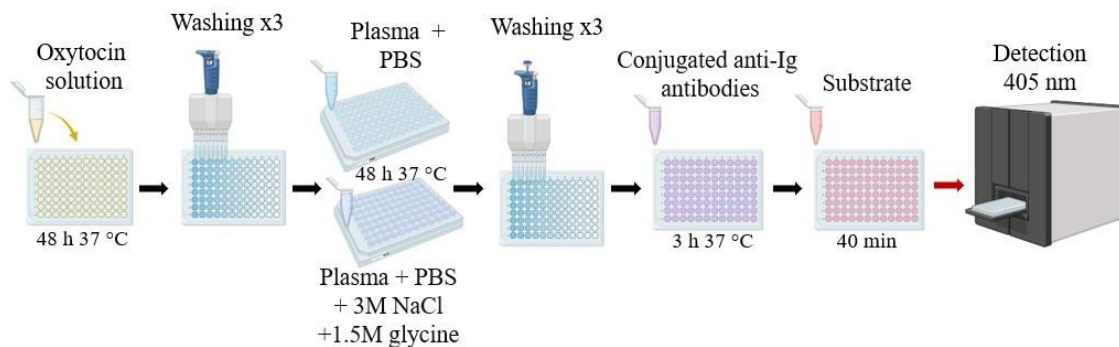 Oxytocin
solution
48 h 37 °C
Washing x3
Plasma +
PBS
48 h 37 °C
Plasma + PBS
+ 3M NaCl
+1.5M glycine
Washing x3
Conjugated anti-Ig
antibodies
3 h 37 °C
Substrate
40 min
Detection
405 nm